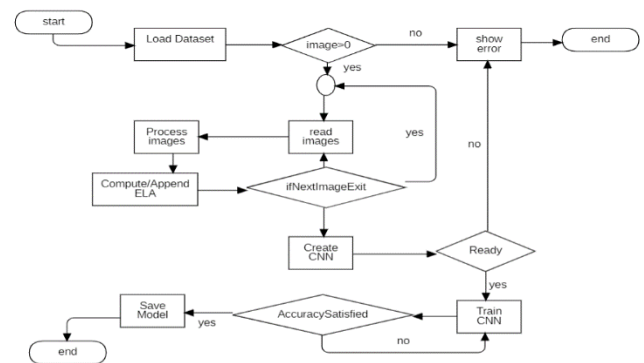 start
Load Dataset
image>0
no
show
error
end
yes
Process
images
read
images
yes
no
Compute/Append
ELA
ifNextImageExit
Create
CNN
Ready
yes
Save
Model
yes
AccuracySatisfied
no
Train
CNN
end